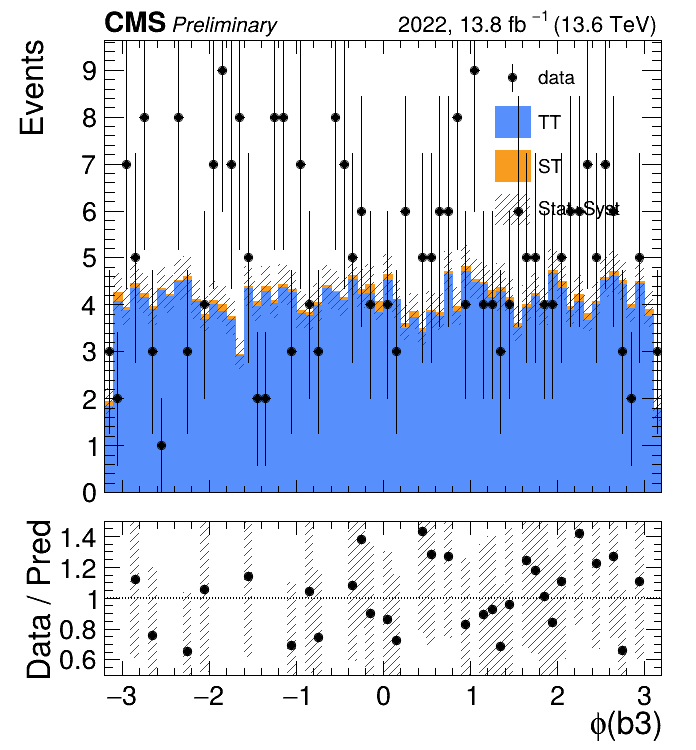 CMS Preliminary 2022, 13.8 fb⁻¹ (13.6 TeV)
Events
9
8
7
6
5
4
3
2
1
0
data
TT
ST
Stat+Syst
Data / Pred
1.4
1.2
1
0.8
0.6
−3 −2 −1 0 1 2 3
ϕ(b3)